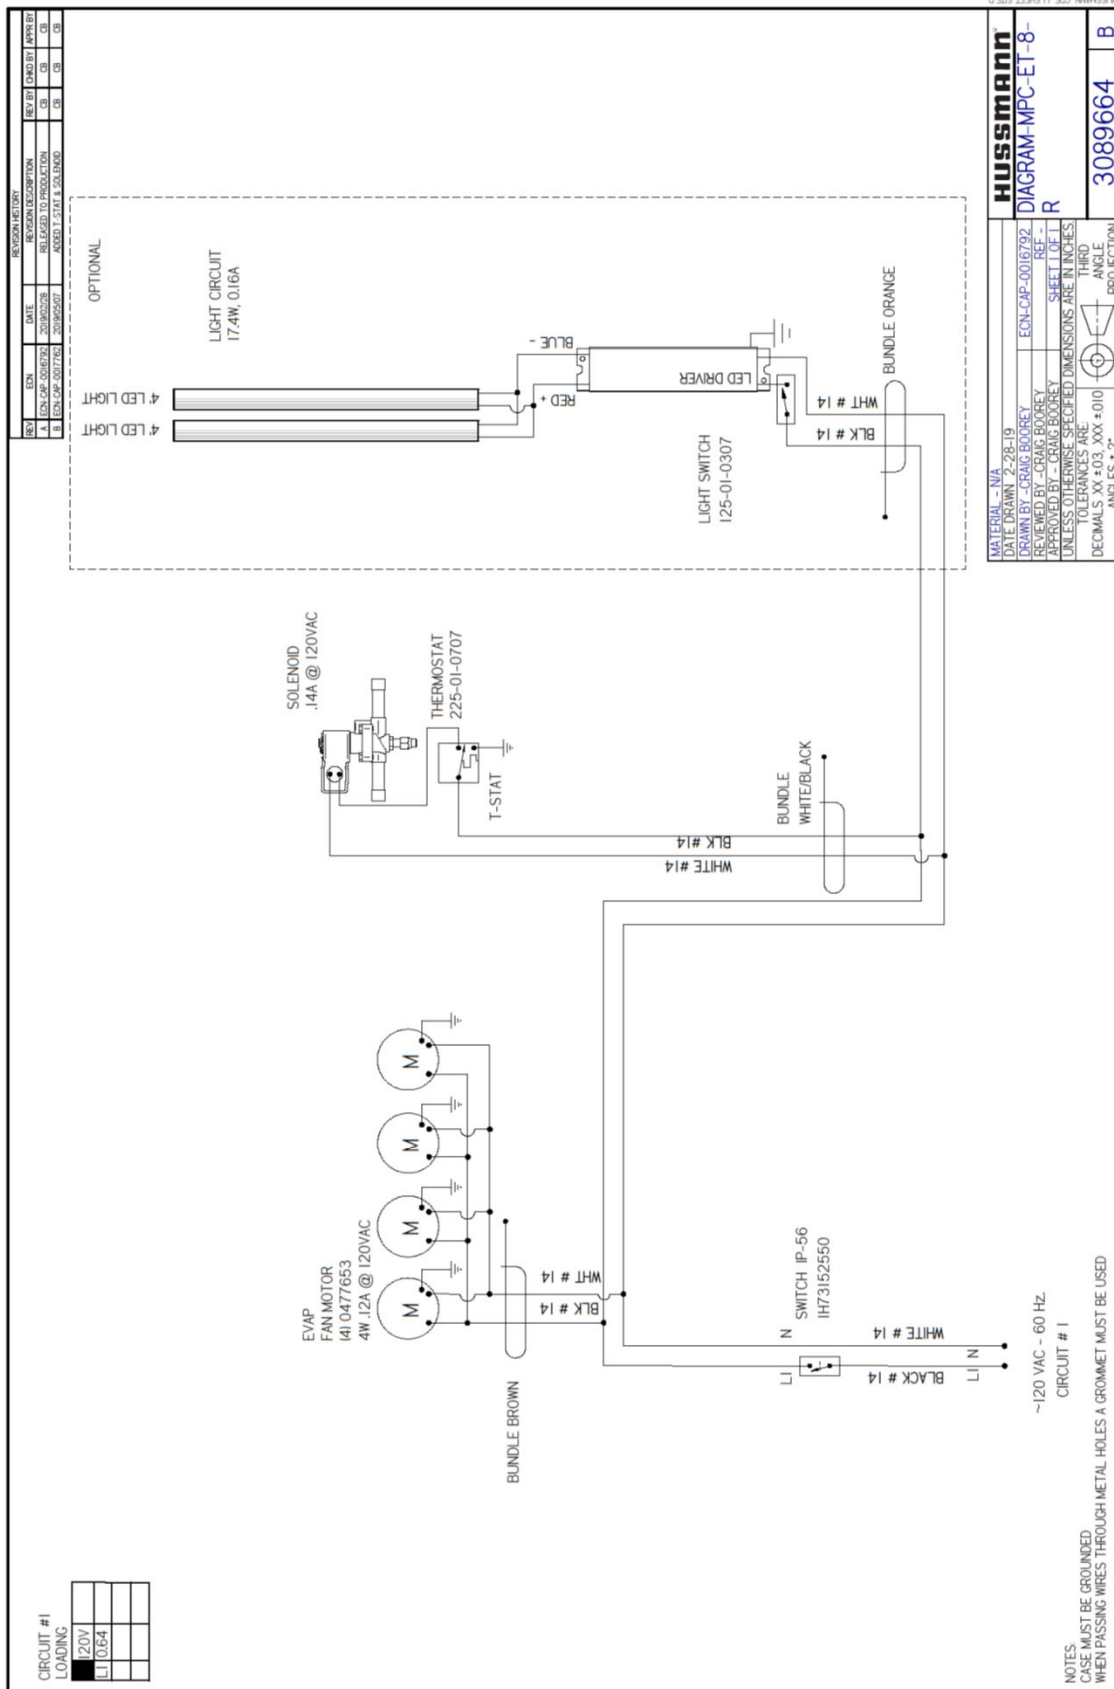 CIRCUIT #1
LOADING
120V
L1 0.64
REVISION HISTORY
REV ECN DATE REVISION DESCRIPTION REV BY CHKD BY APPR BY
A ECN-CAP-0016792 2019/02/28 RELEASED TO PRODUCTION CB CB CB
B ECN-CAP-0017762 2019/05/07 ADDED T-STAT & SOLENOID CB CB CB
OPTIONAL
LIGHT CIRCUIT
17.4W, 0.16A
4' LED LIGHT
4' LED LIGHT
RED +
BLUE -
LED DRIVER
LIGHT SWITCH
125-01-0307
BLK # 14
WHT # 14
BUNDLE ORANGE
SOLENOID
.14A @ 120VAC
THERMOSTAT
225-01-0707
T-STAT
BLK #14
WHITE #14
BUNDLE
WHITE/BLACK
EVAP
FAN MOTOR
(4) 0477653
4W .12A @ 120VAC
M
M
M
M
BUNDLE BROWN
BLK # 14
WHT # 14
SWITCH IP-56
1H73152550
L1 N
BLACK # 14
WHITE # 14
L1 N
~120 VAC - 60 Hz.
CIRCUIT # 1
NOTES:
CASE MUST BE GROUNDED
WHEN PASSING WIRES THROUGH METAL HOLES A GROMMET MUST BE USED
MATERIAL - N/A
DATE DRAWN 2-28-19
DRAWN BY -CRAIG BOOREY ECN-CAP-0016792
REVIEWED BY -CRAIG BOOREY REF -
APPROVED BY - CRAIG BOOREY SHEET 1 OF 1
UNLESS OTHERWISE SPECIFIED DIMENSIONS ARE IN INCHES.
TOLERANCES ARE:
DECIMALS .XX ±.03, .XXX ±.010
ANGLES ± 2°
THIRD
ANGLE
PROJECTION
HUSSMANN
DIAGRAM-MPC-ET-8-
R
3089664 B